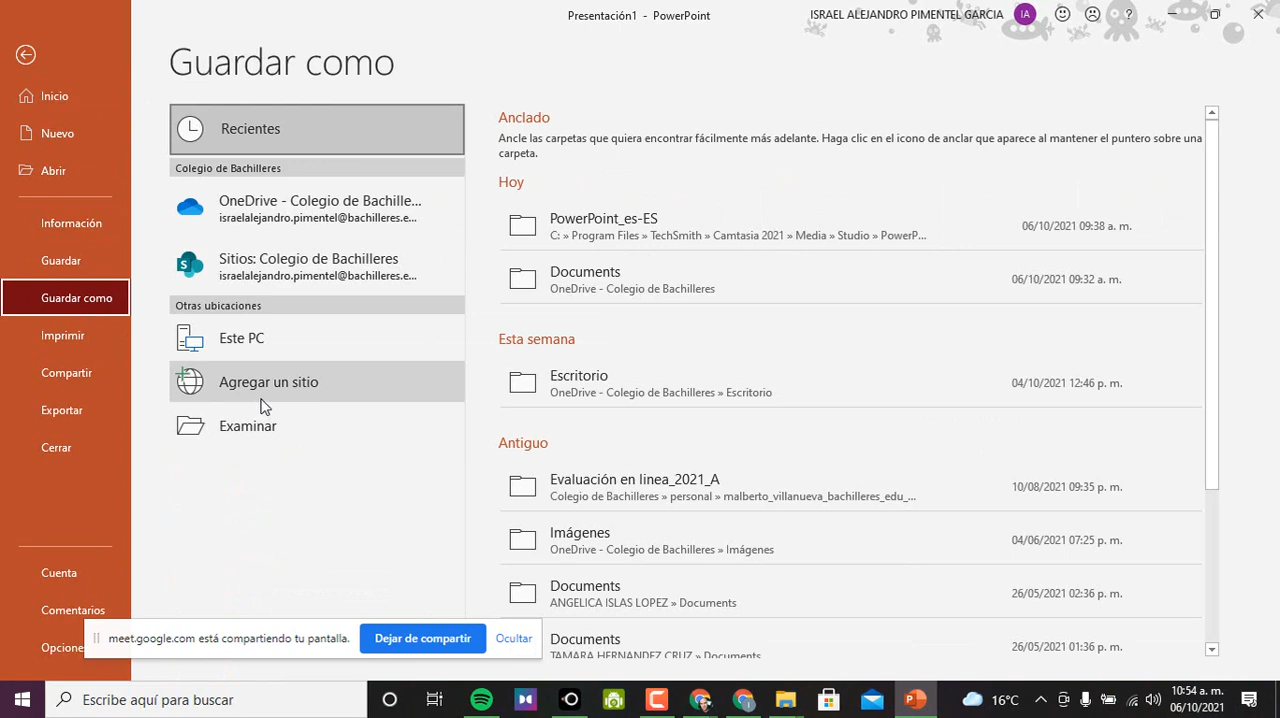 Presentación1 - PowerPoint
ISRAEL ALEJANDRO PIMENTEL GARCIA
IA
?
Guardar como
Inicio
Nuevo
Abrir
Información
Guardar
Guardar como
Imprimir
Compartir
Exportar
Cerrar
Cuenta
Comentarios
Opcione
Recientes
Colegio de Bachilleres
OneDrive - Colegio de Bachille...
israelalejandro.pimentel@bachilleres.e...
Sitios: Colegio de Bachilleres
israelalejandro.pimentel@bachilleres.e...
Otras ubicaciones
Este PC
Agregar un sitio
Examinar
Anclado
Ancle las carpetas que quiera encontrar fácilmente más adelante. Haga clic en el icono de anclar que aparece al mantener el puntero sobre una
carpeta.
Hoy
PowerPoint_es-ES
C: » Program Files » TechSmith » Camtasia 2021 » Media » Studio » PowerP...
06/10/2021 09:38 a. m.
Documents
OneDrive - Colegio de Bachilleres
06/10/2021 09:32 a. m.
Esta semana
Escritorio
OneDrive - Colegio de Bachilleres » Escritorio
04/10/2021 12:46 p. m.
Antiguo
Evaluación en linea_2021_A
Colegio de Bachilleres » personal » malberto_villanueva_bachilleres_edu_...
10/08/2021 09:35 p. m.
Imágenes
OneDrive - Colegio de Bachilleres » Imágenes
04/06/2021 07:25 p. m.
Documents
ANGELICA ISLAS LOPEZ » Documents
26/05/2021 02:36 p. m.
Documents
TAMARA HERNANDEZ CRUZ » Documents
26/05/2021 01:36 p. m.
meet.google.com está compartiendo tu pantalla.
Dejar de compartir
Ocultar
Escribe aquí para buscar
16°C
10:54 a. m.
06/10/2021